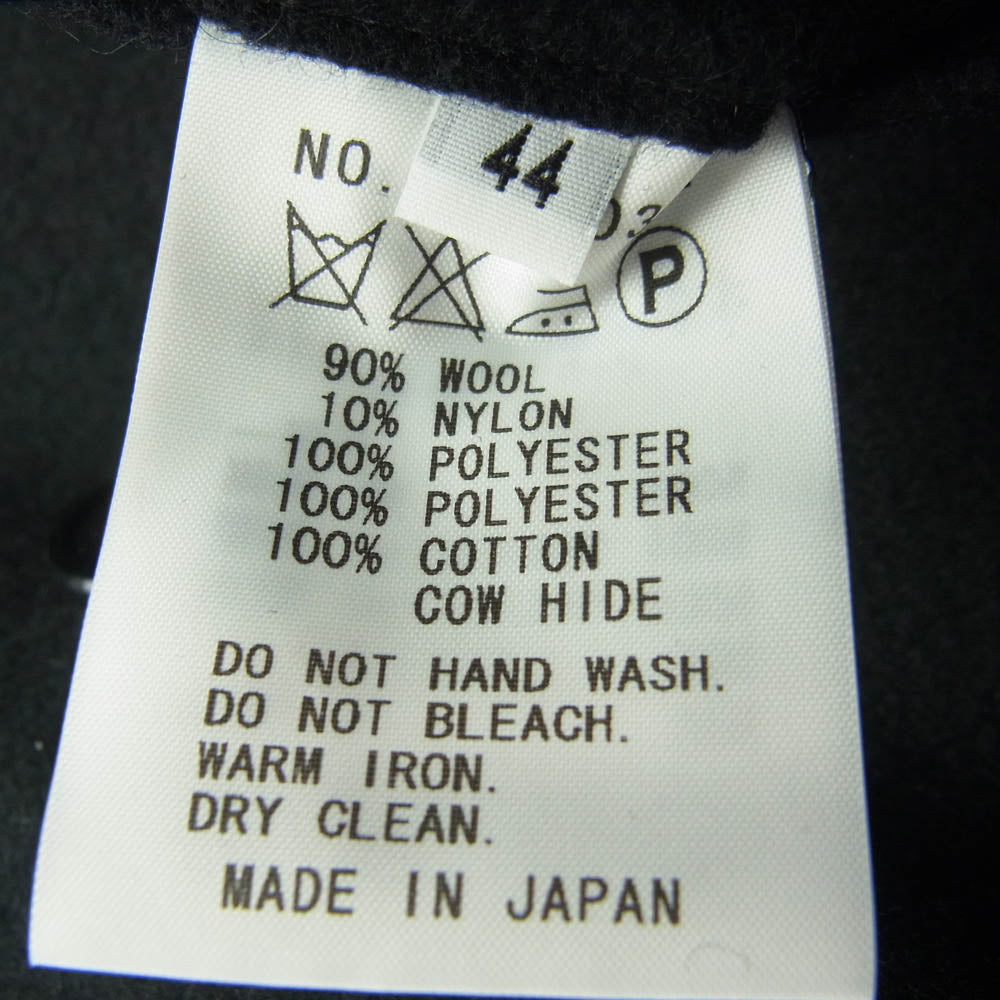 44
NO.
P
90% WOOL
10% NYLON
100% POLYESTER
100% POLYESTER
100% COTTON
COW HIDE
DO NOT HAND WASH.
DO NOT BLEACH.
WARM IRON.
DRY CLEAN.
MADE IN JAPAN